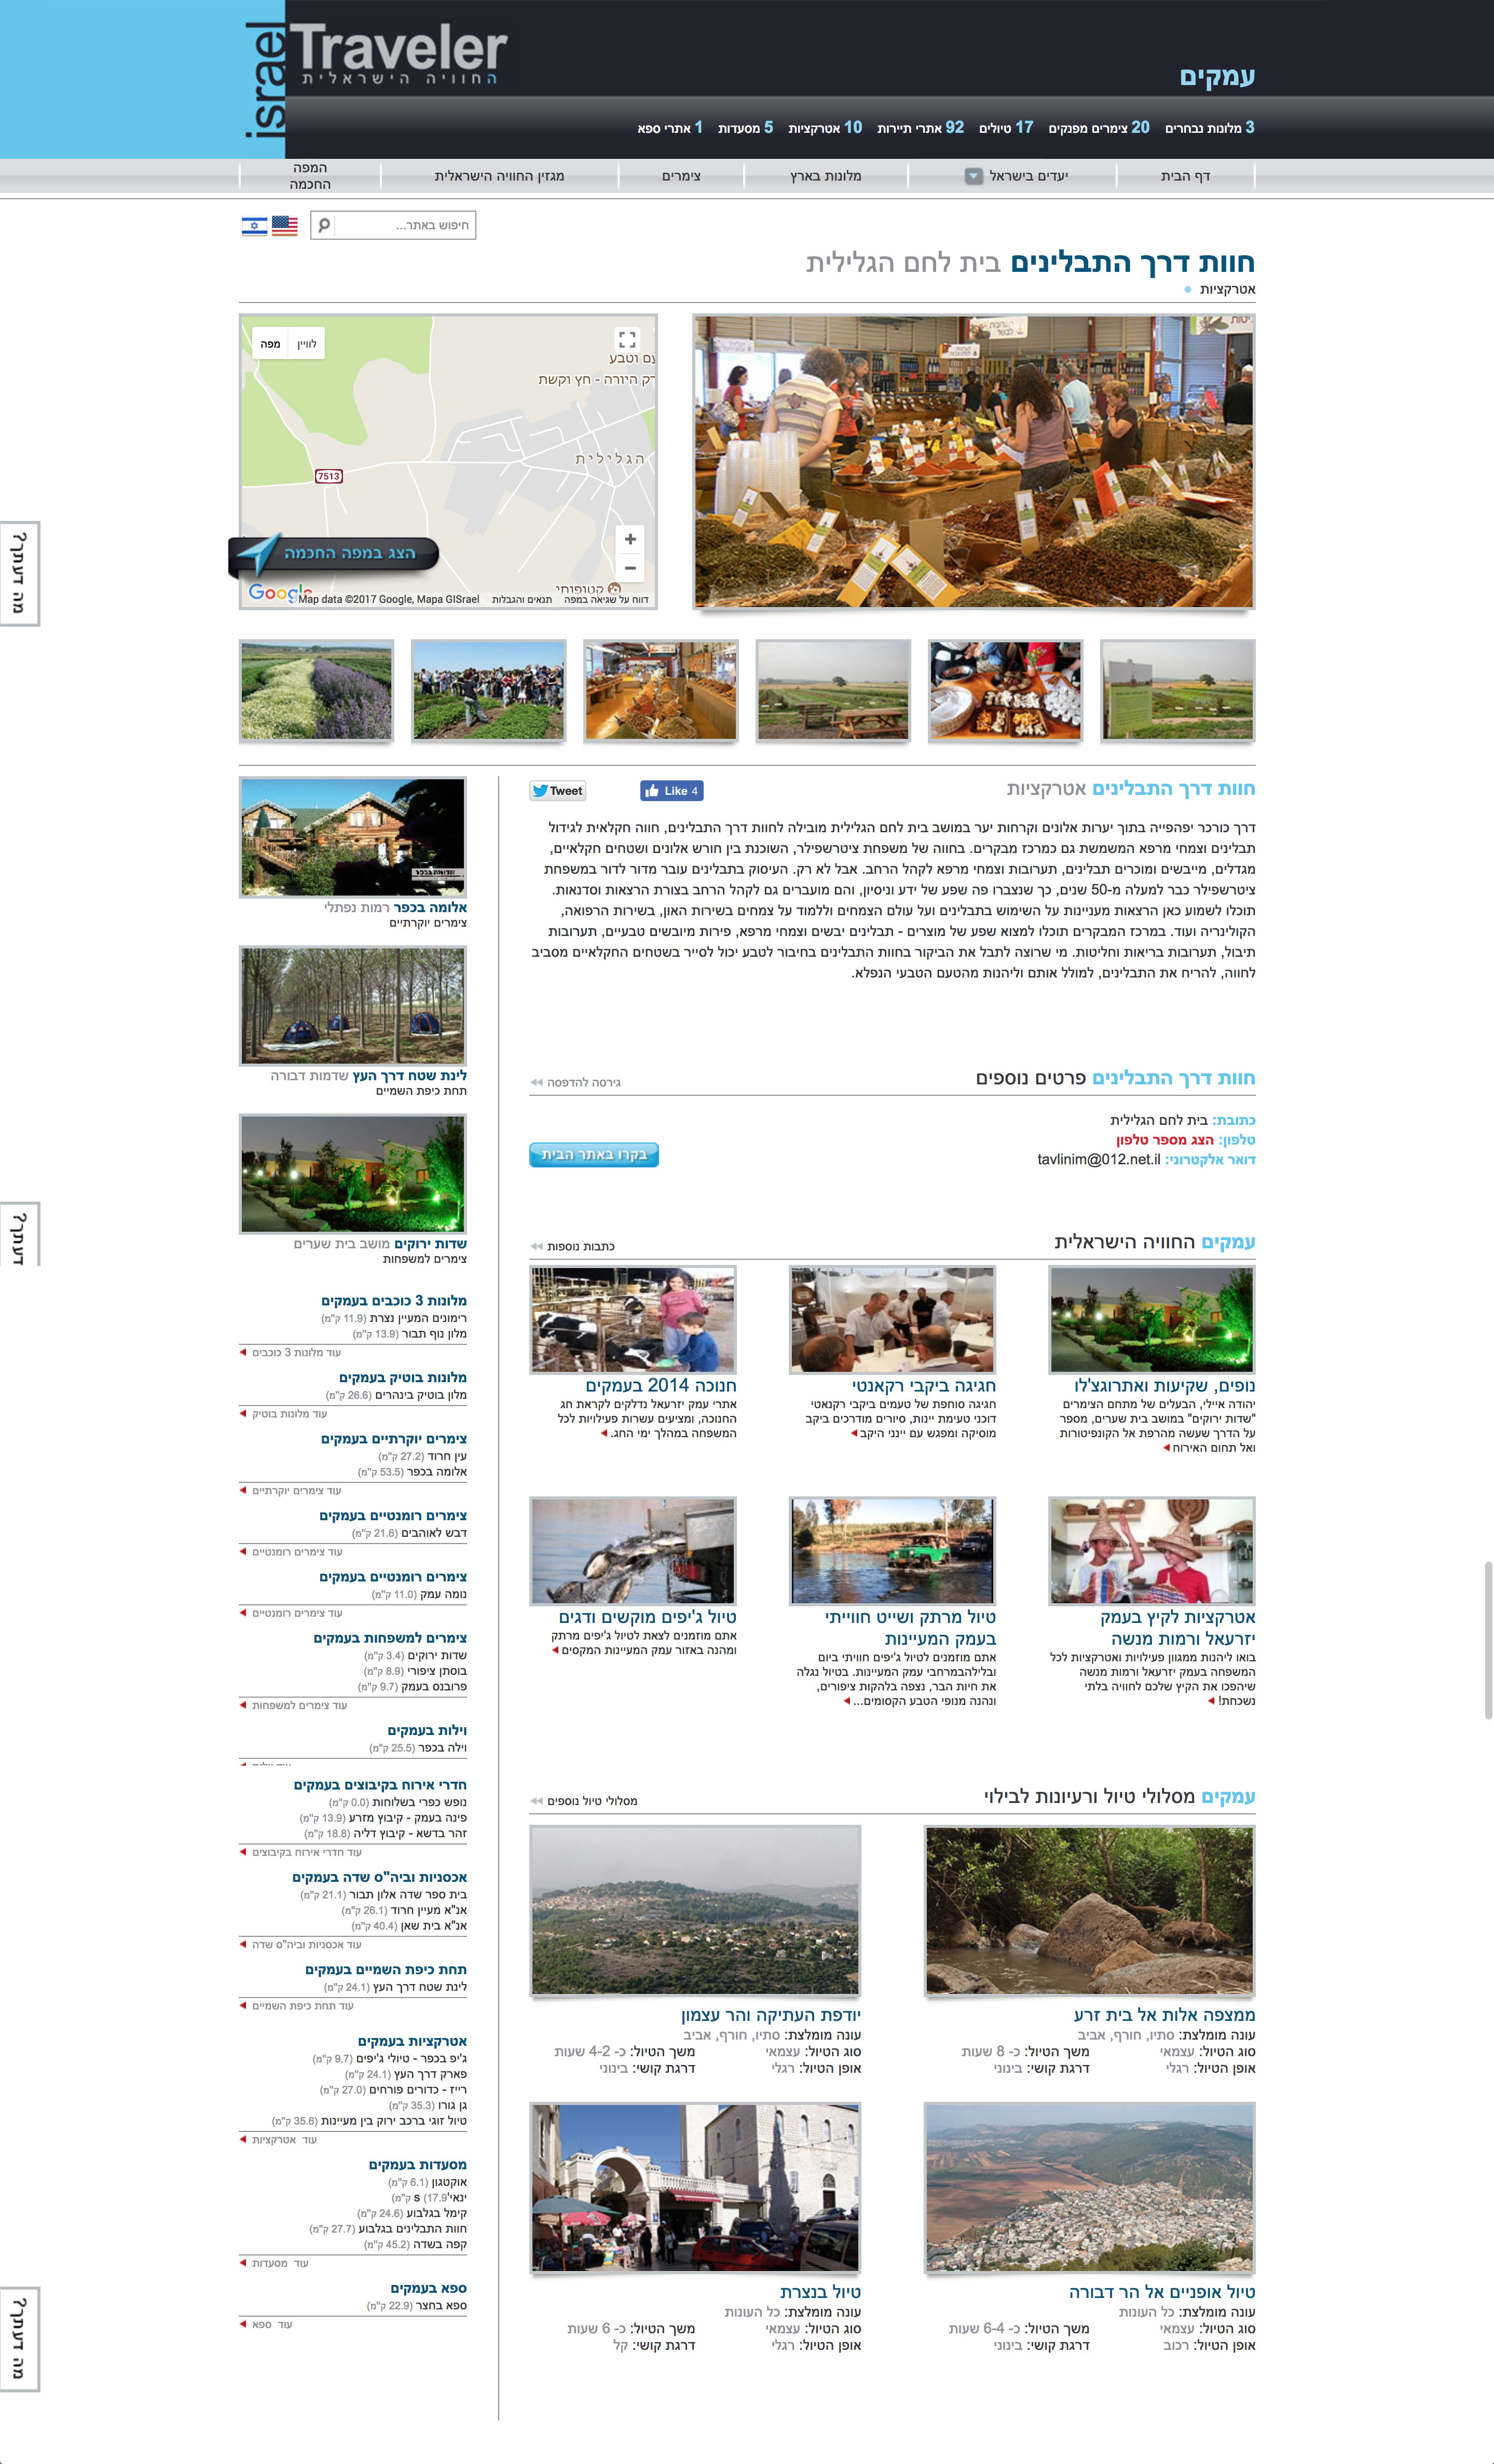 israel
Traveler
החוויה הישראלית
עמקים
3 מלונות נבחרים 20 צימרים מפנקים 17 טיולים 92 אתרי תיירות 10 אטרקציות 5 מסעדות 1 אתרי ספא
דף הבית
יעדים בישראל
מלונות בארץ
צימרים
מגזין החוויה הישראלית
המפה
החכמה
חיפוש באתר...
חוות דרך התבלינים בית לחם הגלילית
אטרקציות
לוויין
מפה
הגלילית
7513
הצג במפה החכמה
Google
Map data ©2017 Google, Mapa GISrael תנאים והגבלות דווח על שגיאה במפה
מה דעתך?
חוות דרך התבלינים אטרקציות
Like 4
Tweet
דרך כורכר יפהפייה בתוך יערות אלונים וקרחות יער במושב בית לחם הגלילית מובילה לחוות דרך התבלינים, חווה חקלאית לגידול
תבלינים וצמחי מרפא המשמשת גם כמרכז מבקרים. בחווה של משפחת ציטרשפילר, השוכנת בין חורש אלונים ושטחים חקלאיים,
מגדלים, מייבשים ומוכרים תבלינים, תערובות וצמחי מרפא לקהל הרחב. אבל לא רק. העיסוק בתבלינים עובר מדור לדור במשפחת
ציטרשפילר כבר למעלה מ-50 שנים, כך שנצברו פה שפע של ידע וניסיון, והם מועברים גם לקהל הרחב בצורת הרצאות וסדנאות.
תוכלו לשמוע כאן הרצאות מעניינות על השימוש בתבלינים ועל עולם הצמחים וללמוד על צמחים בשירות האון, בשירות הרפואה,
הקולינריה ועוד. במרכז המבקרים תוכלו למצוא שפע של מוצרים - תבלינים יבשים וצמחי מרפא, פירות מיובשים טבעיים, תערובות
תיבול, תערובות בריאות וחליטות. מי שרוצה לתבל את הביקור בחוות התבלינים בחיבור לטבע יכול לסייר בשטחים החקלאיים מסביב
לחווה, להריח את התבלינים, למולל אותם וליהנות מהטעם הטבעי הנפלא.
חוות דרך התבלינים פרטים נוספים
גירסה להדפסה
כתובת: בית לחם הגלילית
טלפון: הצג מספר טלפון
דואר אלקטרוני: tavlinim@012.net.il
בקרו באתר הבית
עמקים החוויה הישראלית
כתבות נוספות
נופים, שקיעות ואתרוגצ'לו
יהודה איילי, הבעלים של מתחם הצימרים
"שדות ירוקים" במושב בית שערים, מספר
על הדרך שעשה מהרפת אל הקונפיטורות
ואל תחום האירוח
חגיגה ביקבי רקאנטי
חגיגה סוחפת של טעמים ביקבי רקנאטי
דוכני טעימת יינות, סיורים מודרכים ביקב
מוסיקה ומפגש עם ייני היקב
חנוכה 2014 בעמקים
אתרי עמק יזרעאל נדלקים לקראת חג
החנוכה, ומציעים עשרות פעילויות לכל
המשפחה במהלך ימי החג.
אטרקציות לקיץ בעמק
יזרעאל ורמות מנשה
בואו ליהנות ממגוון פעילויות ואטרקציות לכל
המשפחה בעמק יזרעאל ורמות מנשה
שיהפכו את הקיץ שלכם לחוויה בלתי
נשכחת!
טיול מרתק ושייט חווייתי
בעמק המעיינות
אתם מוזמנים לטיול ג'יפים חוויתי ביום
ובלילהבמרחבי עמק המעיינות. בטיול נגלה
את חיות הבר, נצפה בלהקות ציפורים,
ונהנה מנופי הטבע הקסומים...
טיול ג'יפים מוקשים ודגים
אתם מוזמנים לצאת לטיול ג'יפים מרתק
ומהנה באזור עמק המעיינות המקסים
עמקים מסלולי טיול ורעיונות לבילוי
מסלולי טיול נוספים
ממצפה אלות אל בית זרע
עונה מומלצת: סתיו, חורף, אביב
סוג הטיול: עצמאי משך הטיול: כ- 8 שעות
אופן הטיול: רגלי דרגת קושי: בינוני
יודפת העתיקה והר עצמון
עונה מומלצת: סתיו, חורף, אביב
סוג הטיול: עצמאי משך הטיול: כ- 4-2 שעות
אופן הטיול: רגלי דרגת קושי: בינוני
טיול אופניים אל הר דבורה
עונה מומלצת: כל העונות
סוג הטיול: עצמאי משך הטיול: כ- 6-4 שעות
אופן הטיול: רכוב דרגת קושי: בינוני
טיול בנצרת
עונה מומלצת: כל העונות
סוג הטיול: עצמאי משך הטיול: כ- 6 שעות
אופן הטיול: רגלי דרגת קושי: קל
אלומה בכפר רמות נפתלי
צימרים יוקרתיים
לינת שטח דרך העץ שדמות דבורה
תחת כיפת השמיים
שדות ירוקים מושב בית שערים
צימרים למשפחות
מלונות 3 כוכבים בעמקים
רימונים המעיין נצרת (11.9 ק"מ)
מלון נוף תבור (13.9 ק"מ)
עוד מלונות 3 כוכבים
מלונות בוטיק בעמקים
מלון בוטיק בינהרים (26.6 ק"מ)
עוד מלונות בוטיק
צימרים יוקרתיים בעמקים
עין חרוד (27.2 ק"מ)
אלומה בכפר (53.5 ק"מ)
עוד צימרים יוקרתיים
צימרים רומנטיים בעמקים
דבש לאוהבים (21.6 ק"מ)
עוד צימרים רומנטיים
צימרים רומנטיים בעמקים
נומה עמק (11.0 ק"מ)
עוד צימרים רומנטיים
צימרים למשפחות בעמקים
שדות ירוקים (3.4 ק"מ)
בוסתן ציפורי. (8.9 ק"מ)
פרובנס בעמק (9.7 ק"מ)
עוד צימרים למשפחות
וילות בעמקים
וילה בכפר (25.5 ק"מ)
חדרי אירוח בקיבוצים בעמקים
נופש כפרי בשלוחות (0.0 ק"מ)
פינה בעמק - קיבוץ מזרע (13.9 ק"מ)
זהר בדשא - קיבוץ דליה (18.8 ק"מ)
עוד חדרי אירוח בקיבוצים
אכסניות וביה"ס שדה בעמקים
בית ספר שדה אלון תבור (21.1 ק"מ)
אנ"א מעיין חרוד (26.1 ק"מ)
אנ"א בית שאן (40.4 ק"מ)
עוד אכסניות וביה"ס שדה
תחת כיפת השמיים בעמקים
לינת שטח דרך העץ (24.1 ק"מ)
עוד תחת כיפת השמיים
אטרקציות בעמקים
ג'יפ בכפר - טיולי ג'יפים (9.7 ק"מ)
פארק דרך העץ (24.1 ק"מ)
רייז - כדורים פורחים (27.0 ק"מ)
גן גורו (35.3 ק"מ)
טיול זוגי ברכב ירוק בין מעיינות (35.6 ק"מ)
עוד אטרקציות
מסעדות בעמקים
אוקטגון (6.1 ק"מ)
ינאי's (17.9 ק"מ)
קימל בגלבוע (24.6 ק"מ)
חוות התבלינים בגלבוע (27.7 ק"מ)
קפה בשדה (45.2 ק"מ)
עוד מסעדות
ספא בעמקים
ספא בחצר (22.9 ק"מ)
עוד ספא
דעתך?
מה דעתך?